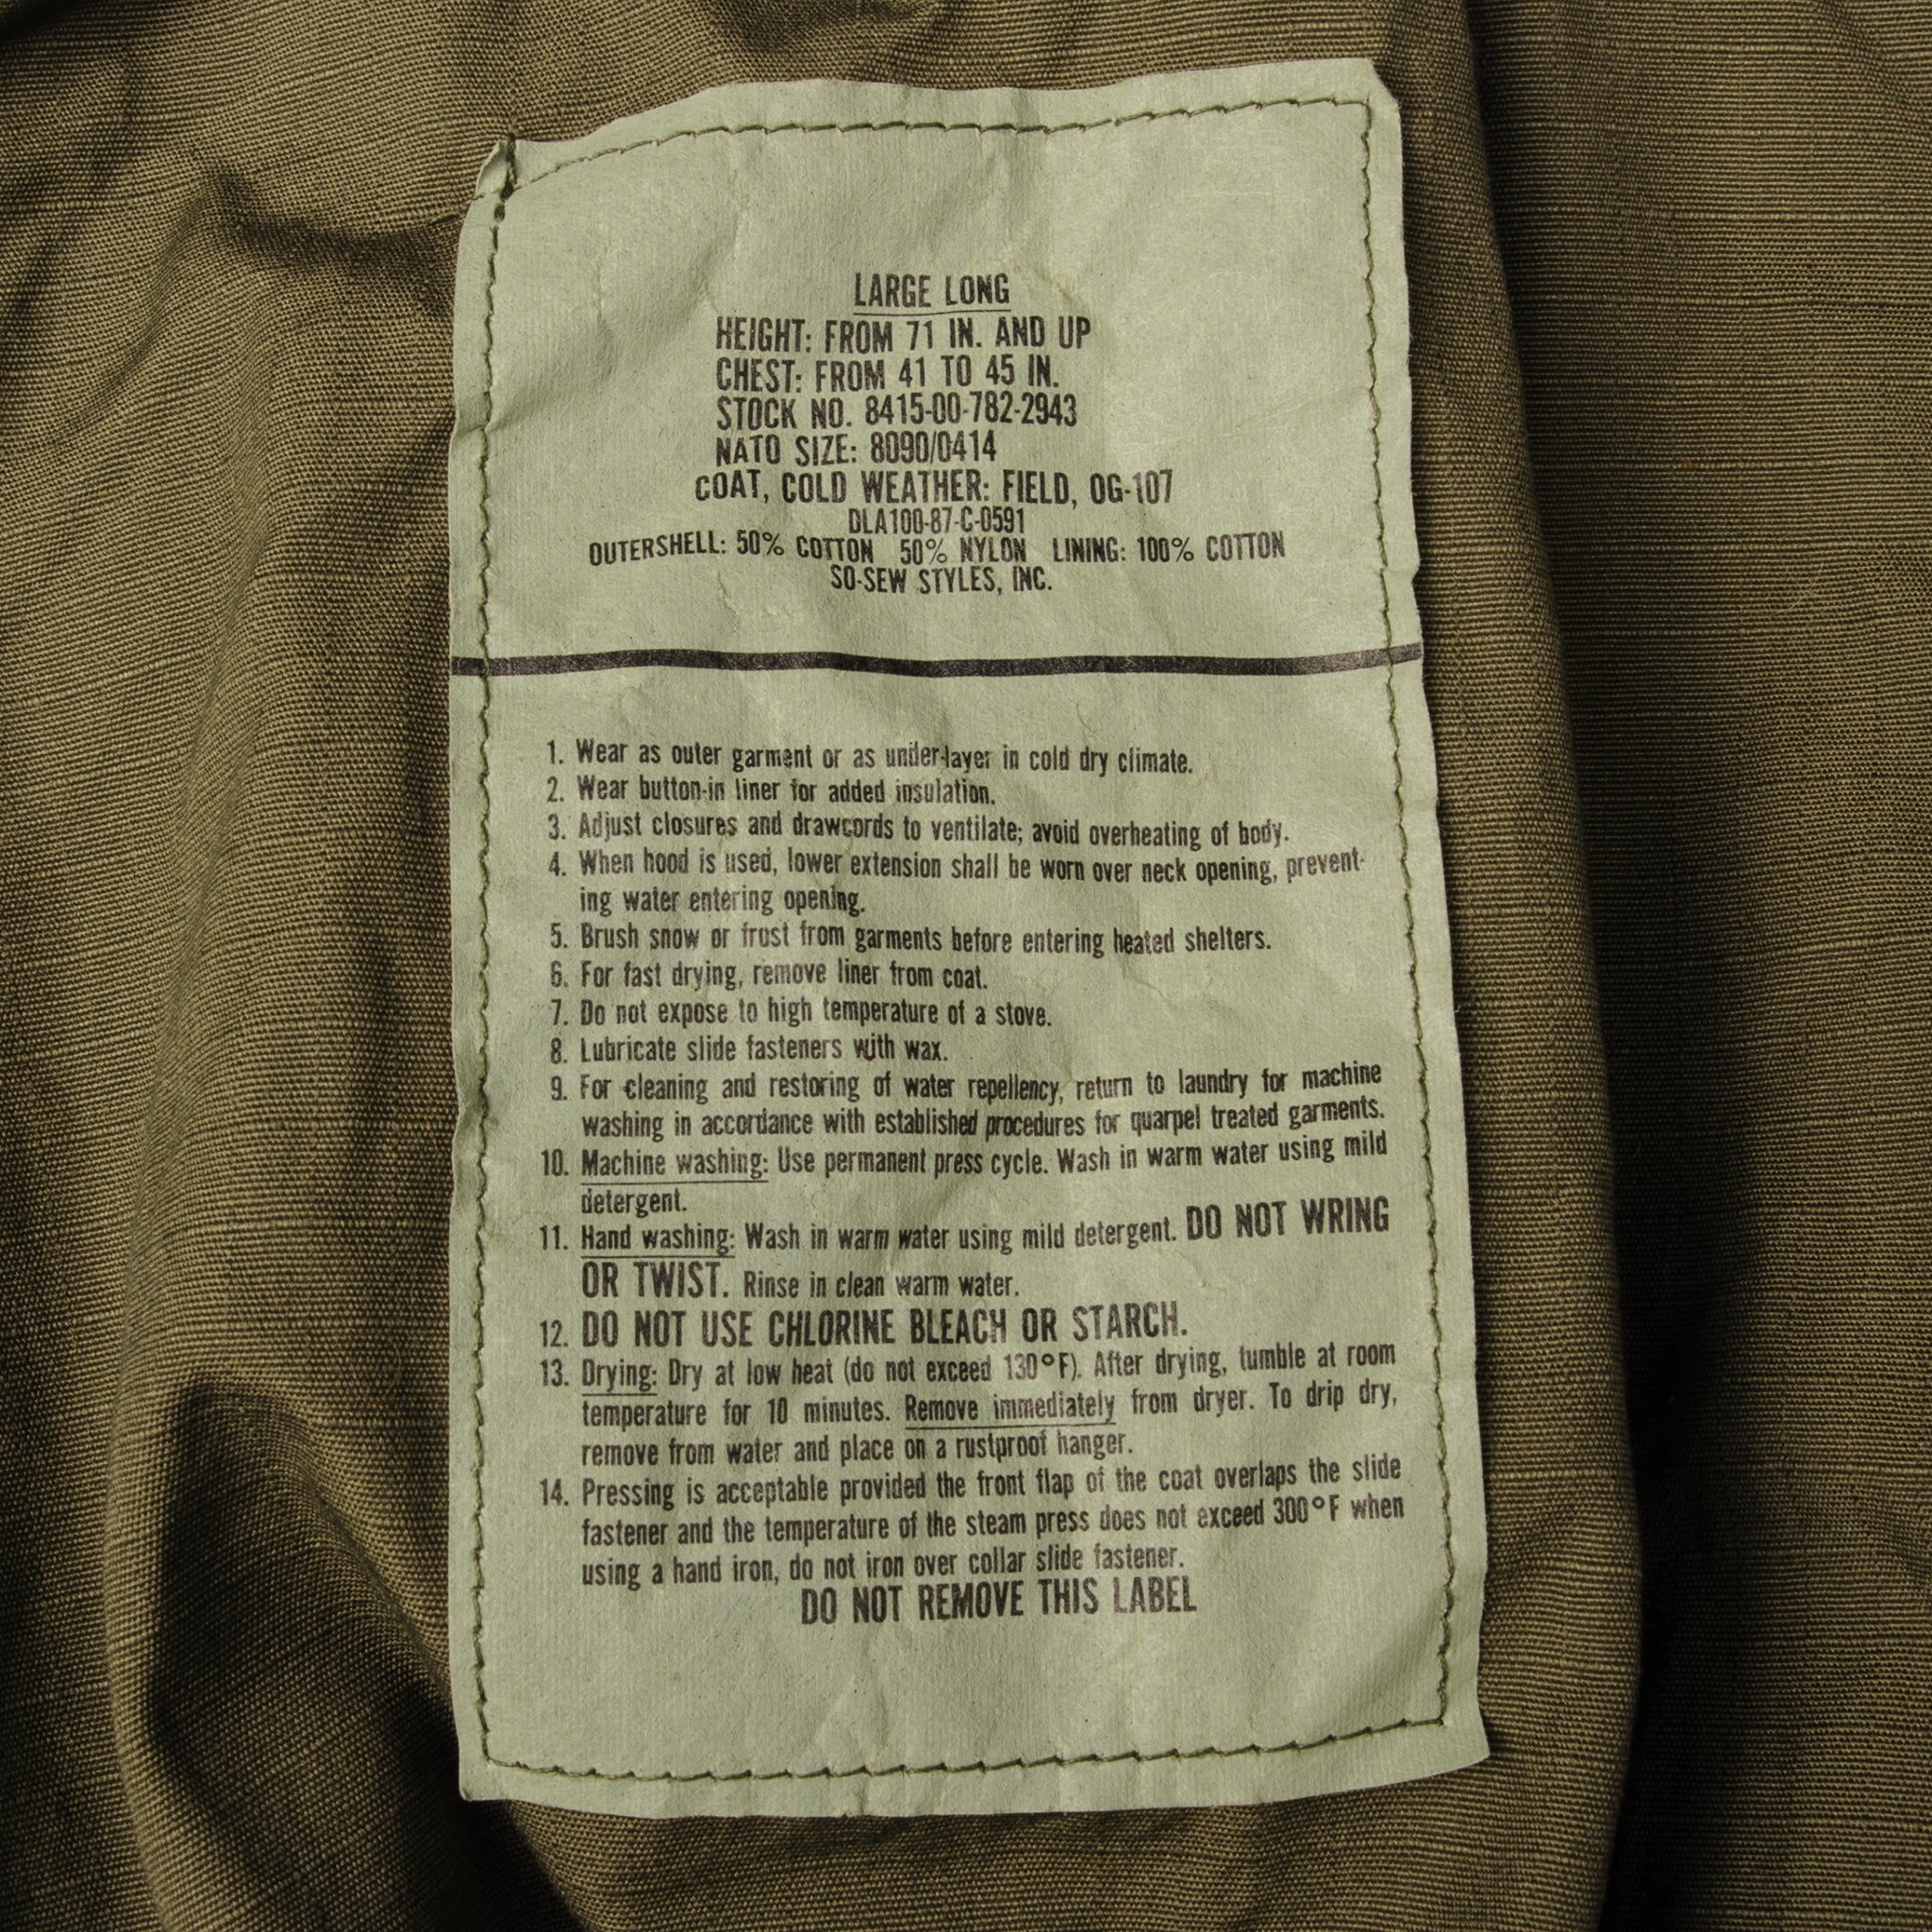 LARGE LONG
HEIGHT: FROM 71 IN. AND UP
CHEST: FROM 41 TO 45 IN.
STOCK NO. 8415-00-782-2943
NATO SIZE: 8090/0414
COAT, COLD WEATHER: FIELD, OG-107
DLA100-87-C-0591
OUTERSHELL: 50% COTTON 50% NYLON LINING: 100% COTTON
SO-SEW STYLES, INC.
1. Wear as outer garment or as under-layer in cold dry climate.
2. Wear button-in liner for added insulation.
3. Adjust closures and drawcords to ventilate; avoid overheating of body.
4. When hood is used, lower extension shall be worn over neck opening, prevent-
ing water entering opening.
5. Brush snow or frost from garments before entering heated shelters.
6. For fast drying, remove liner from coat.
7. Do not expose to high temperature of a stove.
8. Lubricate slide fasteners with wax.
9. For cleaning and restoring of water repellency, return to laundry for machine
washing in accordance with established procedures for quarpel treated garments.
10. Machine washing: Use permanent press cycle. Wash in warm water using mild
detergent.
11. Hand washing: Wash in warm water using mild detergent. DO NOT WRING
OR TWIST. Rinse in clean warm water.
12. DO NOT USE CHLORINE BLEACH OR STARCH.
13. Drying: Dry at low heat (do not exceed 130°F). After drying, tumble at room
temperature for 10 minutes. Remove immediately from dryer. To drip dry,
remove from water and place on a rustproof hanger.
14. Pressing is acceptable provided the front flap of the coat overlaps the slide
fastener and the temperature of the steam press does not exceed 300°F when
using a hand iron, do not iron over collar slide fastener.
DO NOT REMOVE THIS LABEL